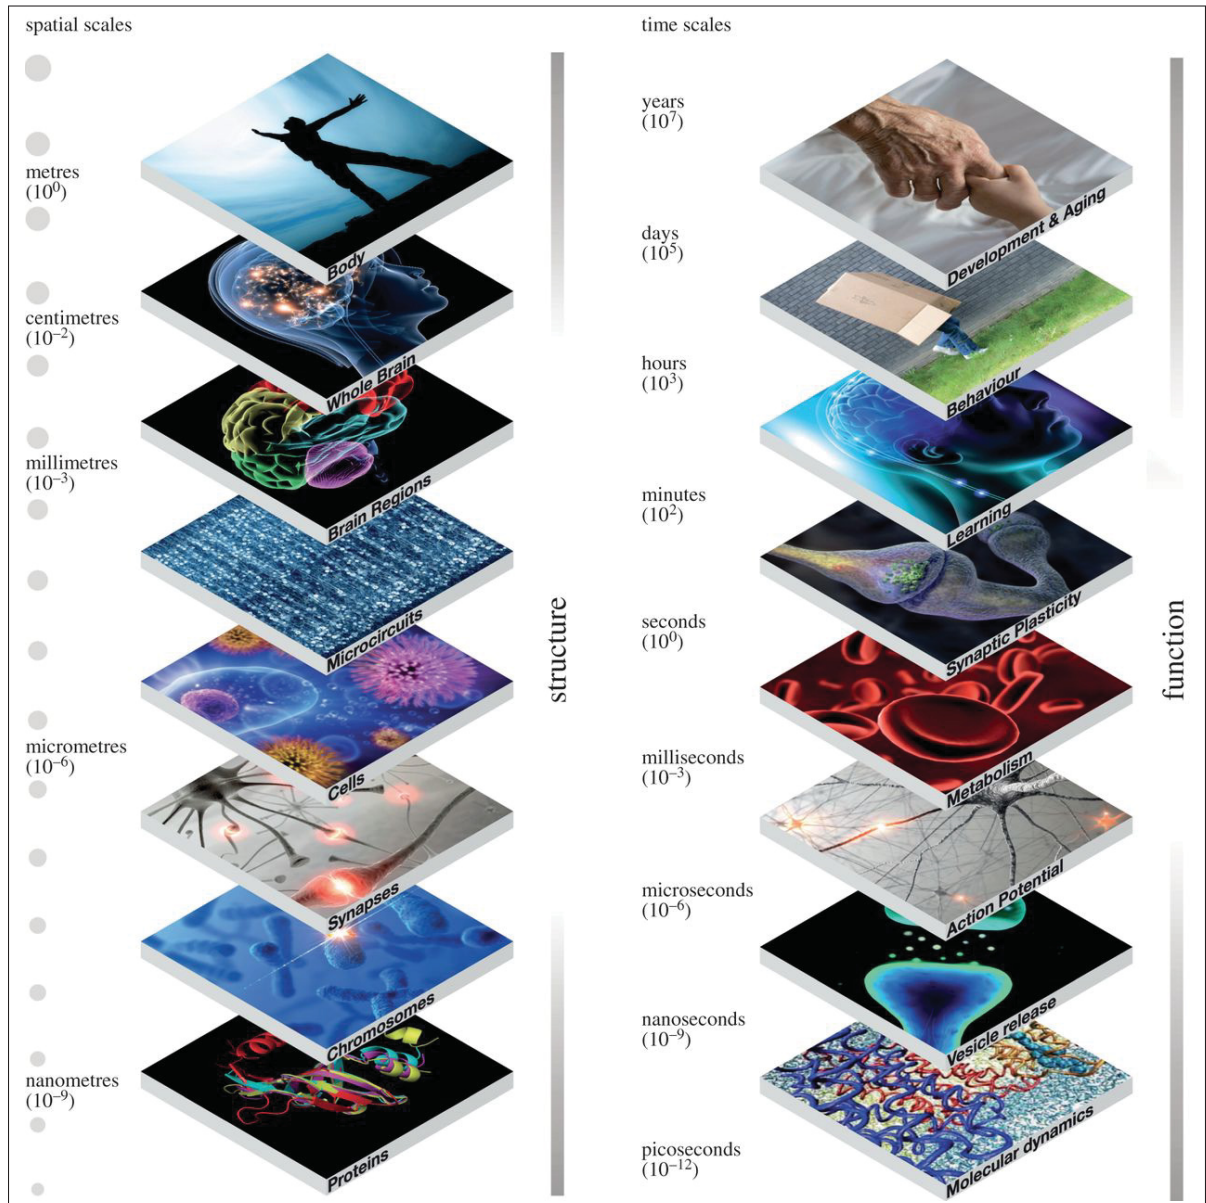 spatial scales
metres
(10⁰)
centimetres
(10⁻²)
millimetres
(10⁻³)
micrometres
(10⁻⁶)
nanometres
(10⁻⁹)
Body
Whole Brain
Brain Regions
Microcircuits
Cells
Synapses
Chromosomes
Proteins
structure
time scales
years
(10⁷)
days
(10⁵)
hours
(10³)
minutes
(10²)
seconds
(10⁰)
milliseconds
(10⁻³)
microseconds
(10⁻⁶)
nanoseconds
(10⁻⁹)
picoseconds
(10⁻¹²)
Development & Aging
Behaviour
Learning
Synaptic Plasticity
Metabolism
Action Potential
Vesicle release
Molecular dynamics
function